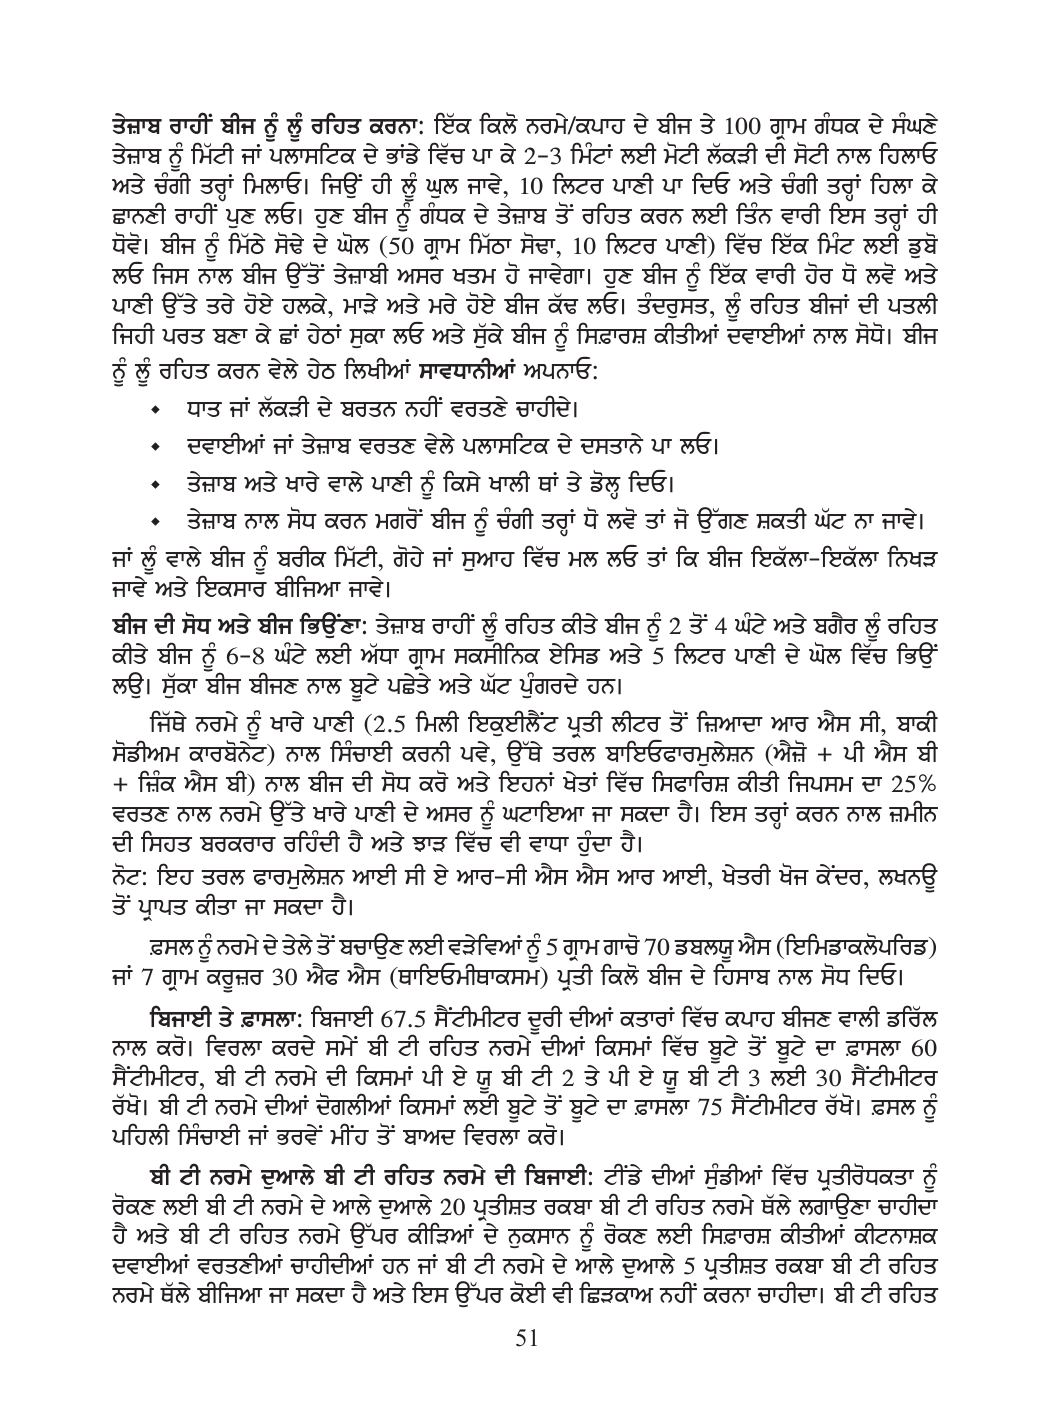 ਤੇਜ਼ਾਬ ਰਾਹੀਂ ਬੀਜ ਨੂੰ ਲੂੰ ਰਹਿਤ ਕਰਨਾ: ਇੱਕ ਕਿਲੋ ਨਰਮੇ/ਕਪਾਹ ਦੇ ਬੀਜ ਤੇ 100 ਗ੍ਰਾਮ ਗੰਧਕ ਦੇ ਸੰਘਣੇ
ਤੇਜ਼ਾਬ ਨੂੰ ਮਿੱਟੀ ਜਾਂ ਪਲਾਸਟਿਕ ਦੇ ਭਾਂਡੇ ਵਿੱਚ ਪਾ ਕੇ 2-3 ਮਿੰਟਾਂ ਲਈ ਮੋਟੀ ਲੱਕੜੀ ਦੀ ਸੋਟੀ ਨਾਲ ਹਿਲਾਓ
ਅਤੇ ਚੰਗੀ ਤਰ੍ਹਾਂ ਮਿਲਾਓ। ਜਿਉਂ ਹੀ ਲੂੰ ਘੁਲ ਜਾਵੇ, 10 ਲਿਟਰ ਪਾਣੀ ਪਾ ਦਿਓ ਅਤੇ ਚੰਗੀ ਤਰ੍ਹਾਂ ਹਿਲਾ ਕੇ
ਛਾਨਣੀ ਰਾਹੀਂ ਪੁਣ ਲਓ। ਹੁਣ ਬੀਜ ਨੂੰ ਗੰਧਕ ਦੇ ਤੇਜ਼ਾਬ ਤੋਂ ਰਹਿਤ ਕਰਨ ਲਈ ਤਿੰਨ ਵਾਰੀ ਇਸ ਤਰ੍ਹਾਂ ਹੀ
ਧੋਵੋ। ਬੀਜ ਨੂੰ ਮਿੱਠੇ ਸੋਢੇ ਦੇ ਘੋਲ (50 ਗ੍ਰਾਮ ਮਿੱਠਾ ਸੋਢਾ, 10 ਲਿਟਰ ਪਾਣੀ) ਵਿੱਚ ਇੱਕ ਮਿੰਟ ਲਈ ਡੁਬੋ
ਲਓ ਜਿਸ ਨਾਲ ਬੀਜ ਉੱਤੋਂ ਤੇਜ਼ਾਬੀ ਅਸਰ ਖਤਮ ਹੋ ਜਾਵੇਗਾ। ਹੁਣ ਬੀਜ ਨੂੰ ਇੱਕ ਵਾਰੀ ਹੋਰ ਧੋ ਲਵੋ ਅਤੇ
ਪਾਣੀ ਉੱਤੇ ਤਰੇ ਹੋਏ ਹਲਕੇ, ਮਾੜੇ ਅਤੇ ਮਰੇ ਹੋਏ ਬੀਜ ਕੱਢ ਲਓ। ਤੰਦਰੁਸਤ, ਲੂੰ ਰਹਿਤ ਬੀਜਾਂ ਦੀ ਪਤਲੀ
ਜਿਹੀ ਪਰਤ ਬਣਾ ਕੇ ਛਾਂ ਹੇਠਾਂ ਸੁਕਾ ਲਓ ਅਤੇ ਸੁੱਕੇ ਬੀਜ ਨੂੰ ਸਿਫ਼ਾਰਸ਼ ਕੀਤੀਆਂ ਦਵਾਈਆਂ ਨਾਲ ਸੋਧੋ। ਬੀਜ
ਨੂੰ ਲੂੰ ਰਹਿਤ ਕਰਨ ਵੇਲੇ ਹੇਠ ਲਿਖੀਆਂ ਸਾਵਧਾਨੀਆਂ ਅਪਨਾਓ:
◆ ਧਾਤ ਜਾਂ ਲੱਕੜੀ ਦੇ ਬਰਤਨ ਨਹੀਂ ਵਰਤਣੇ ਚਾਹੀਦੇ।
◆ ਦਵਾਈਆਂ ਜਾਂ ਤੇਜ਼ਾਬ ਵਰਤਣ ਵੇਲੇ ਪਲਾਸਟਿਕ ਦੇ ਦਸਤਾਨੇ ਪਾ ਲਓ।
◆ ਤੇਜ਼ਾਬ ਅਤੇ ਖਾਰੇ ਵਾਲੇ ਪਾਣੀ ਨੂੰ ਕਿਸੇ ਖਾਲੀ ਥਾਂ ਤੇ ਡੋਲ੍ਹ ਦਿਓ।
◆ ਤੇਜ਼ਾਬ ਨਾਲ ਸੋਧ ਕਰਨ ਮਗਰੋਂ ਬੀਜ ਨੂੰ ਚੰਗੀ ਤਰ੍ਹਾਂ ਧੋ ਲਵੋ ਤਾਂ ਜੋ ਉੱਗਣ ਸ਼ਕਤੀ ਘੱਟ ਨਾ ਜਾਵੇ।
ਜਾਂ ਲੂੰ ਵਾਲੇ ਬੀਜ ਨੂੰ ਬਰੀਕ ਮਿੱਟੀ, ਗੋਹੇ ਜਾਂ ਸੁਆਹ ਵਿੱਚ ਮਲ ਲਓ ਤਾਂ ਕਿ ਬੀਜ ਇਕੱਲਾ-ਇਕੱਲਾ ਨਿਖੜ
ਜਾਵੇ ਅਤੇ ਇਕਸਾਰ ਬੀਜਿਆ ਜਾਵੇ।
ਬੀਜ ਦੀ ਸੋਧ ਅਤੇ ਬੀਜ ਭਿਉਂਣਾ: ਤੇਜ਼ਾਬ ਰਾਹੀਂ ਲੂੰ ਰਹਿਤ ਕੀਤੇ ਬੀਜ ਨੂੰ 2 ਤੋਂ 4 ਘੰਟੇ ਅਤੇ ਬਗੈਰ ਲੂੰ ਰਹਿਤ
ਕੀਤੇ ਬੀਜ ਨੂੰ 6-8 ਘੰਟੇ ਲਈ ਅੱਧਾ ਗ੍ਰਾਮ ਸਕਸੀਨਿਕ ਏਸਿਡ ਅਤੇ 5 ਲਿਟਰ ਪਾਣੀ ਦੇ ਘੋਲ ਵਿੱਚ ਭਿਉਂ
ਲਉ। ਸੁੱਕਾ ਬੀਜ ਬੀਜਣ ਨਾਲ ਬੂਟੇ ਪਛੇਤੇ ਅਤੇ ਘੱਟ ਪੁੰਗਰਦੇ ਹਨ।
ਜਿੱਥੇ ਨਰਮੇ ਨੂੰ ਖਾਰੇ ਪਾਣੀ (2.5 ਮਿਲੀ ਇਕੁਈਲੈਂਟ ਪ੍ਰਤੀ ਲੀਟਰ ਤੋਂ ਜ਼ਿਆਦਾ ਆਰ ਐਸ ਸੀ, ਬਾਕੀ
ਸੋਡੀਅਮ ਕਾਰਬੋਨੇਟ) ਨਾਲ ਸਿੰਚਾਈ ਕਰਨੀ ਪਵੇ, ਉੱਥੇ ਤਰਲ ਬਾਇਓਫਾਰਮੁਲੇਸ਼ਨ (ਐਜ਼ੋ + ਪੀ ਐਸ ਬੀ
+ ਜ਼ਿੰਕ ਐਸ ਬੀ) ਨਾਲ ਬੀਜ ਦੀ ਸੋਧ ਕਰੋ ਅਤੇ ਇਹਨਾਂ ਖੇਤਾਂ ਵਿੱਚ ਸਿਫਾਰਿਸ਼ ਕੀਤੀ ਜਿਪਸਮ ਦਾ 25%
ਵਰਤਣ ਨਾਲ ਨਰਮੇ ਉੱਤੇ ਖਾਰੇ ਪਾਣੀ ਦੇ ਅਸਰ ਨੂੰ ਘਟਾਇਆ ਜਾ ਸਕਦਾ ਹੈ। ਇਸ ਤਰ੍ਹਾਂ ਕਰਨ ਨਾਲ ਜ਼ਮੀਨ
ਦੀ ਸਿਹਤ ਬਰਕਰਾਰ ਰਹਿੰਦੀ ਹੈ ਅਤੇ ਝਾੜ ਵਿੱਚ ਵੀ ਵਾਧਾ ਹੁੰਦਾ ਹੈ।
ਨੋਟ: ਇਹ ਤਰਲ ਫਾਰਮੁਲੇਸ਼ਨ ਆਈ ਸੀ ਏ ਆਰ-ਸੀ ਐਸ ਐਸ ਆਰ ਆਈ, ਖੇਤਰੀ ਖੋਜ ਕੇਂਦਰ, ਲਖਨਊ
ਤੋਂ ਪ੍ਰਾਪਤ ਕੀਤਾ ਜਾ ਸਕਦਾ ਹੈ।
ਫ਼ਸਲ ਨੂੰ ਨਰਮੇ ਦੇ ਤੇਲੇ ਤੋਂ ਬਚਾਉਣ ਲਈ ਵੜੇਵਿਆਂ ਨੂੰ 5 ਗ੍ਰਾਮ ਗਾਚੋ 70 ਡਬਲਯੂ ਐਸ (ਇਮਿਡਾਕਲੋਪਰਿਡ)
ਜਾਂ 7 ਗ੍ਰਾਮ ਕਰੂਜ਼ਰ 30 ਐਫ ਐਸ (ਥਾਇਓਮੀਥਾਕਸਮ) ਪ੍ਰਤੀ ਕਿਲੋ ਬੀਜ ਦੇ ਹਿਸਾਬ ਨਾਲ ਸੋਧ ਦਿਓ।
ਬਿਜਾਈ ਤੇ ਫ਼ਾਸਲਾ: ਬਿਜਾਈ 67.5 ਸੈਂਟੀਮੀਟਰ ਦੂਰੀ ਦੀਆਂ ਕਤਾਰਾਂ ਵਿੱਚ ਕਪਾਹ ਬੀਜਣ ਵਾਲੀ ਡਰਿੱਲ
ਨਾਲ ਕਰੋ। ਵਿਰਲਾ ਕਰਦੇ ਸਮੇਂ ਬੀ ਟੀ ਰਹਿਤ ਨਰਮੇ ਦੀਆਂ ਕਿਸਮਾਂ ਵਿੱਚ ਬੂਟੇ ਤੋਂ ਬੂਟੇ ਦਾ ਫ਼ਾਸਲਾ 60
ਸੈਂਟੀਮੀਟਰ, ਬੀ ਟੀ ਨਰਮੇ ਦੀ ਕਿਸਮਾਂ ਪੀ ਏ ਯੂ ਬੀ ਟੀ 2 ਤੇ ਪੀ ਏ ਯੂ ਬੀ ਟੀ 3 ਲਈ 30 ਸੈਂਟੀਮੀਟਰ
ਰੱਖੋ। ਬੀ ਟੀ ਨਰਮੇ ਦੀਆਂ ਦੋਗਲੀਆਂ ਕਿਸਮਾਂ ਲਈ ਬੂਟੇ ਤੋਂ ਬੂਟੇ ਦਾ ਫ਼ਾਸਲਾ 75 ਸੈਂਟੀਮੀਟਰ ਰੱਖੋ। ਫ਼ਸਲ ਨੂੰ
ਪਹਿਲੀ ਸਿੰਚਾਈ ਜਾਂ ਭਰਵੇਂ ਮੀਂਹ ਤੋਂ ਬਾਅਦ ਵਿਰਲਾ ਕਰੋ।
ਬੀ ਟੀ ਨਰਮੇ ਦੁਆਲੇ ਬੀ ਟੀ ਰਹਿਤ ਨਰਮੇ ਦੀ ਬਿਜਾਈ: ਟੀਂਡੇ ਦੀਆਂ ਸੁੰਡੀਆਂ ਵਿੱਚ ਪ੍ਰਤੀਰੋਧਕਤਾ ਨੂੰ
ਰੋਕਣ ਲਈ ਬੀ ਟੀ ਨਰਮੇ ਦੇ ਆਲੇ ਦੁਆਲੇ 20 ਪ੍ਰਤੀਸ਼ਤ ਰਕਬਾ ਬੀ ਟੀ ਰਹਿਤ ਨਰਮੇ ਥੱਲੇ ਲਗਾਉਣਾ ਚਾਹੀਦਾ
ਹੈ ਅਤੇ ਬੀ ਟੀ ਰਹਿਤ ਨਰਮੇ ਉੱਪਰ ਕੀੜਿਆਂ ਦੇ ਨੁਕਸਾਨ ਨੂੰ ਰੋਕਣ ਲਈ ਸਿਫ਼ਾਰਸ਼ ਕੀਤੀਆਂ ਕੀਟਨਾਸ਼ਕ
ਦਵਾਈਆਂ ਵਰਤਣੀਆਂ ਚਾਹੀਦੀਆਂ ਹਨ ਜਾਂ ਬੀ ਟੀ ਨਰਮੇ ਦੇ ਆਲੇ ਦੁਆਲੇ 5 ਪ੍ਰਤੀਸ਼ਤ ਰਕਬਾ ਬੀ ਟੀ ਰਹਿਤ
ਨਰਮੇ ਥੱਲੇ ਬੀਜਿਆ ਜਾ ਸਕਦਾ ਹੈ ਅਤੇ ਇਸ ਉੱਪਰ ਕੋਈ ਵੀ ਛਿੜਕਾਅ ਨਹੀਂ ਕਰਨਾ ਚਾਹੀਦਾ। ਬੀ ਟੀ ਰਹਿਤ
51